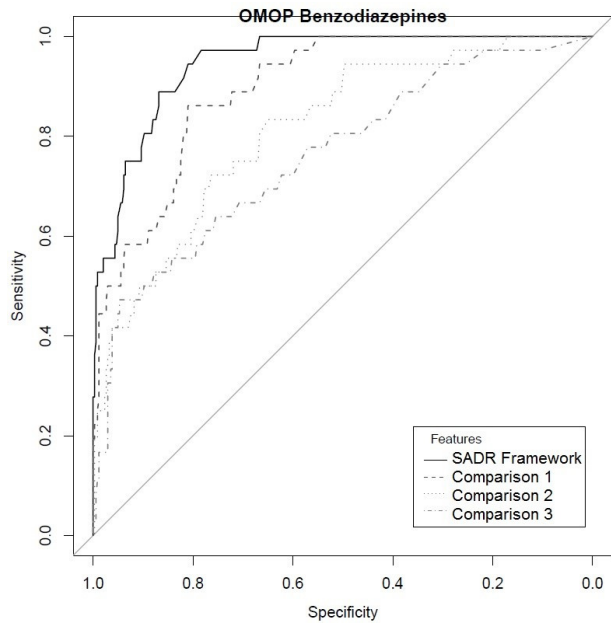 OMOP Benzodiazepines
1.0
0.8
0.6
0.4
0.2
0.0
Sensitivity
Features
SADR Framework
Comparison 1
Comparison 2
Comparison 3
1.0 0.8 0.6 0.4 0.2 0.0
Specificity